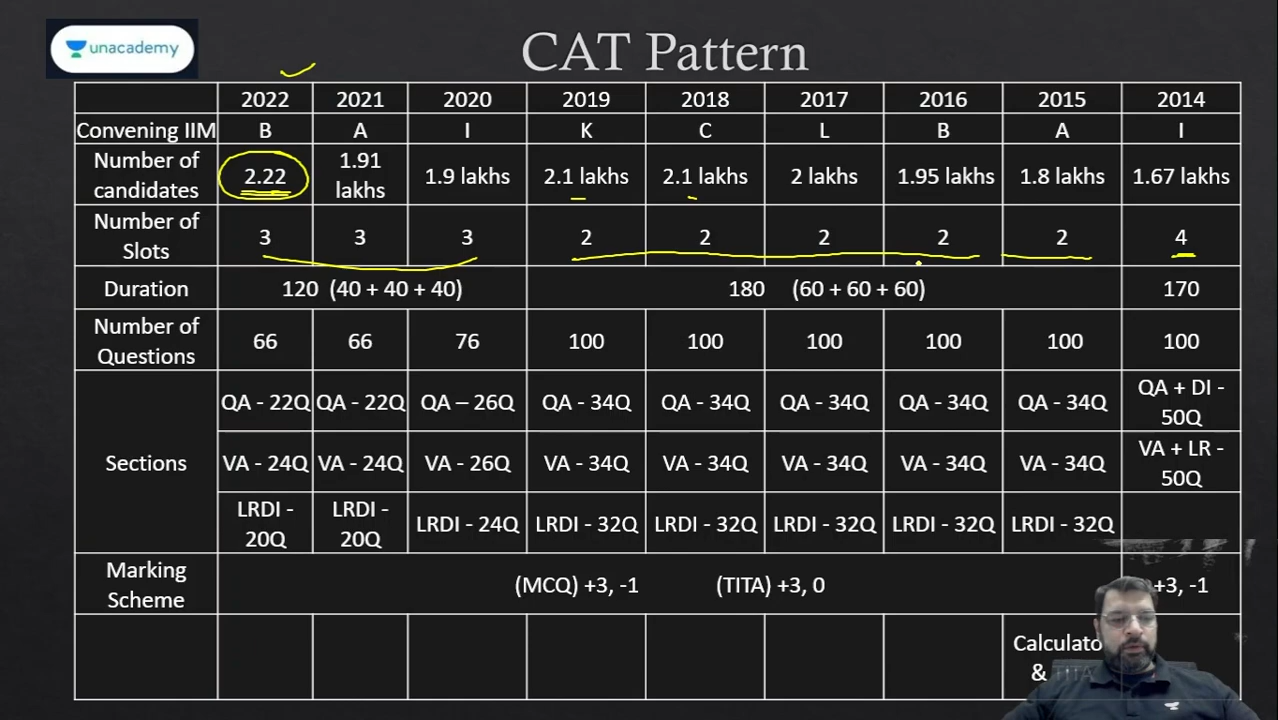 unacademy
CAT Pattern
2022 2021 2020 2019 2018 2017 2016 2015 2014
Convening IIM B A I K C L B A I
Number of candidates 2.22 1.91 lakhs 1.9 lakhs 2.1 lakhs 2.1 lakhs 2 lakhs 1.95 lakhs 1.8 lakhs 1.67 lakhs
Number of Slots 3 3 3 2 2 2 2 2 4
Duration 120 (40 + 40 + 40) 180 (60 + 60 + 60) 170
Number of Questions 66 66 76 100 100 100 100 100 100
Sections
QA - 22Q QA - 22Q QA – 26Q QA - 34Q QA - 34Q QA - 34Q QA - 34Q QA - 34Q QA + DI - 50Q
VA - 24Q VA - 24Q VA - 26Q VA - 34Q VA - 34Q VA - 34Q VA - 34Q VA - 34Q VA + LR - 50Q
LRDI - 20Q LRDI - 20Q LRDI - 24Q LRDI - 32Q LRDI - 32Q LRDI - 32Q LRDI - 32Q LRDI - 32Q
Marking Scheme (MCQ) +3, -1 (TITA) +3, 0 +3, -1
Calculato
& TITA